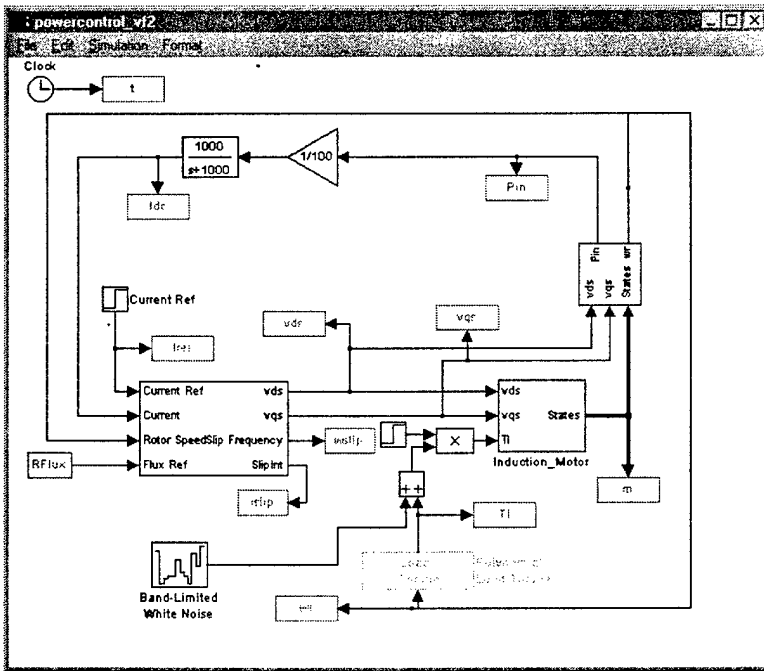 powercontrol_vf2
File Edit Simulation Format
Clock
t
1000
s+1000
1/100
Idc
Pin
Pin wr
vds vqs States
Current Ref
Iref
vds
vqs
Current Ref vds
Current vqs
Rotor Speed Slip Frequency
Flux Ref SlipInt
RFlux
wslip
vds
vqs States
Tl
Induction_Motor
×
m
++
Tl
Load
Band-Limited
White Noise